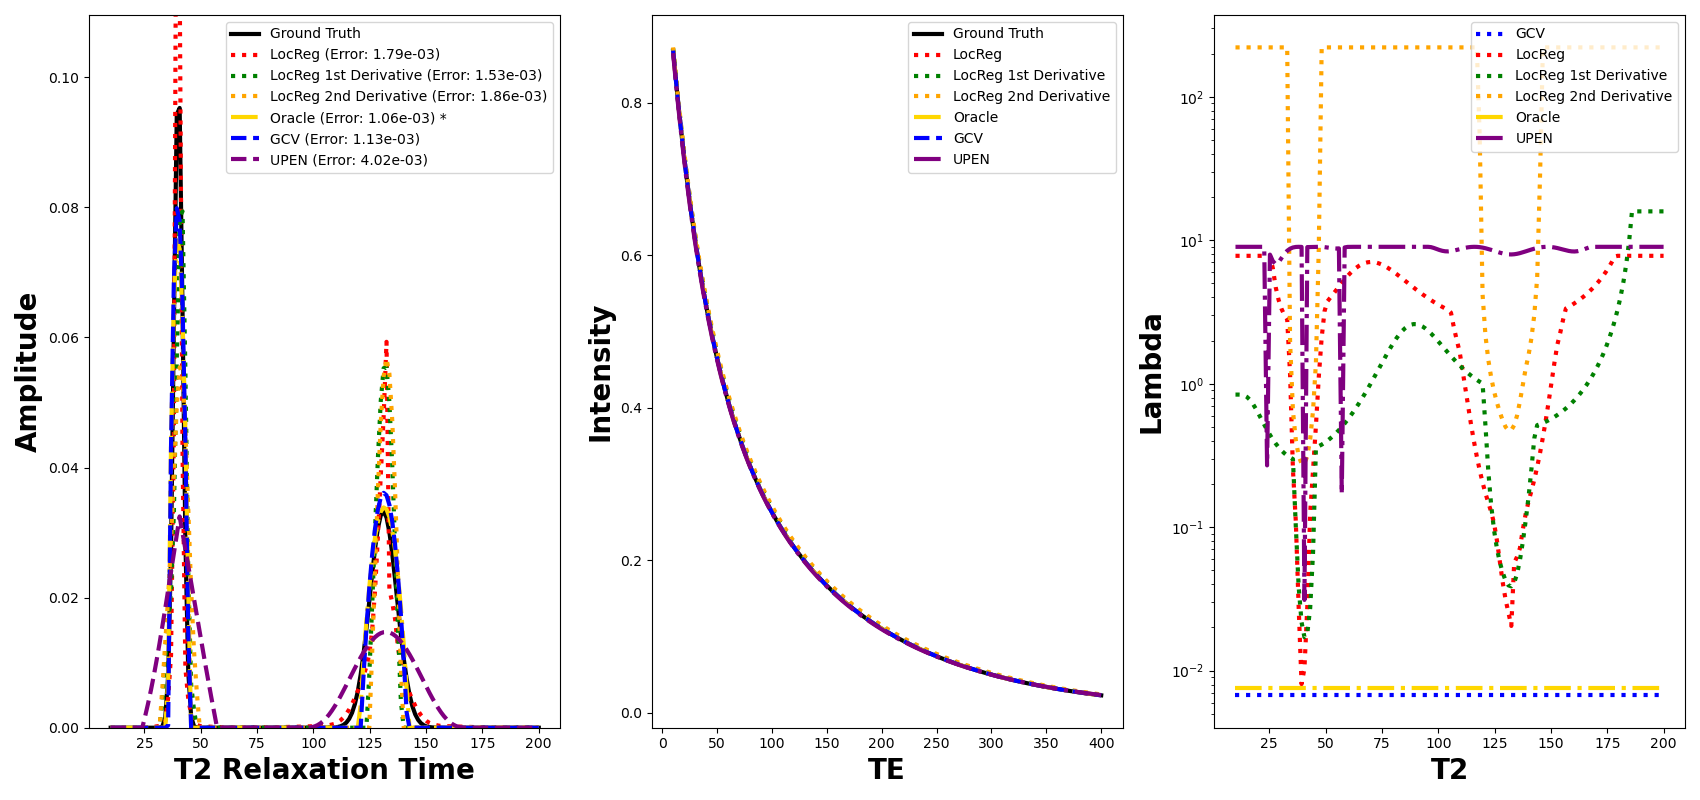 Amplitude
0.10
0.08
0.06
0.04
0.02
0.00
25 50 75 100 125 150 175 200
T2 Relaxation Time
Ground Truth
LocReg (Error: 1.79e-03)
LocReg 1st Derivative (Error: 1.53e-03)
LocReg 2nd Derivative (Error: 1.86e-03)
Oracle (Error: 1.06e-03) *
GCV (Error: 1.13e-03)
UPEN (Error: 4.02e-03)
Intensity
0.8
0.6
0.4
0.2
0.0
0 50 100 150 200 250 300 350 400
TE
Ground Truth
LocReg
LocReg 1st Derivative
LocReg 2nd Derivative
Oracle
GCV
UPEN
Lambda
10²
10¹
10⁰
10⁻¹
10⁻²
25 50 75 100 125 150 175 200
T2
GCV
LocReg
LocReg 1st Derivative
LocReg 2nd Derivative
Oracle
UPEN